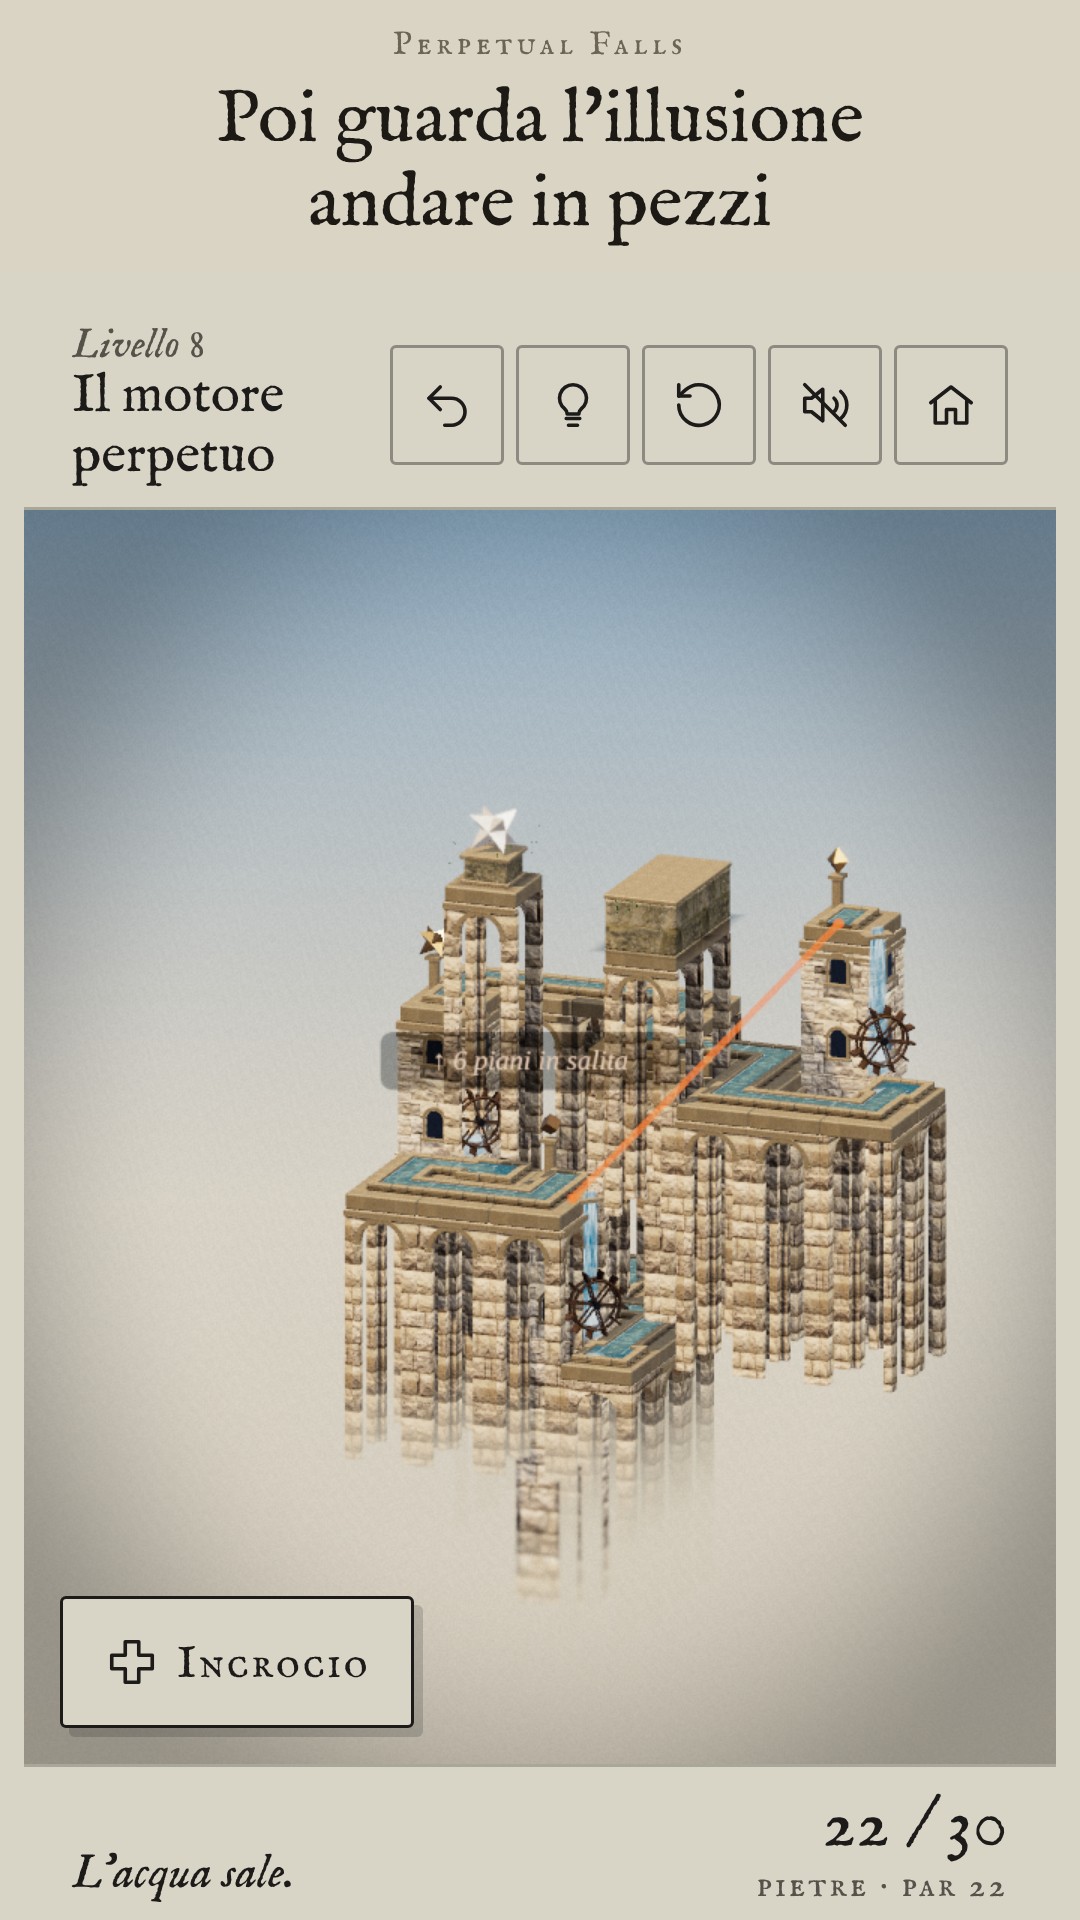 Perpetual Falls
Poi guarda l’illusione
andare in pezzi
Livello 8
Il motore
perpetuo
↑ 6 piani in salita
Incrocio
L’acqua sale.
22 / 30
PIETRE · PAR 22